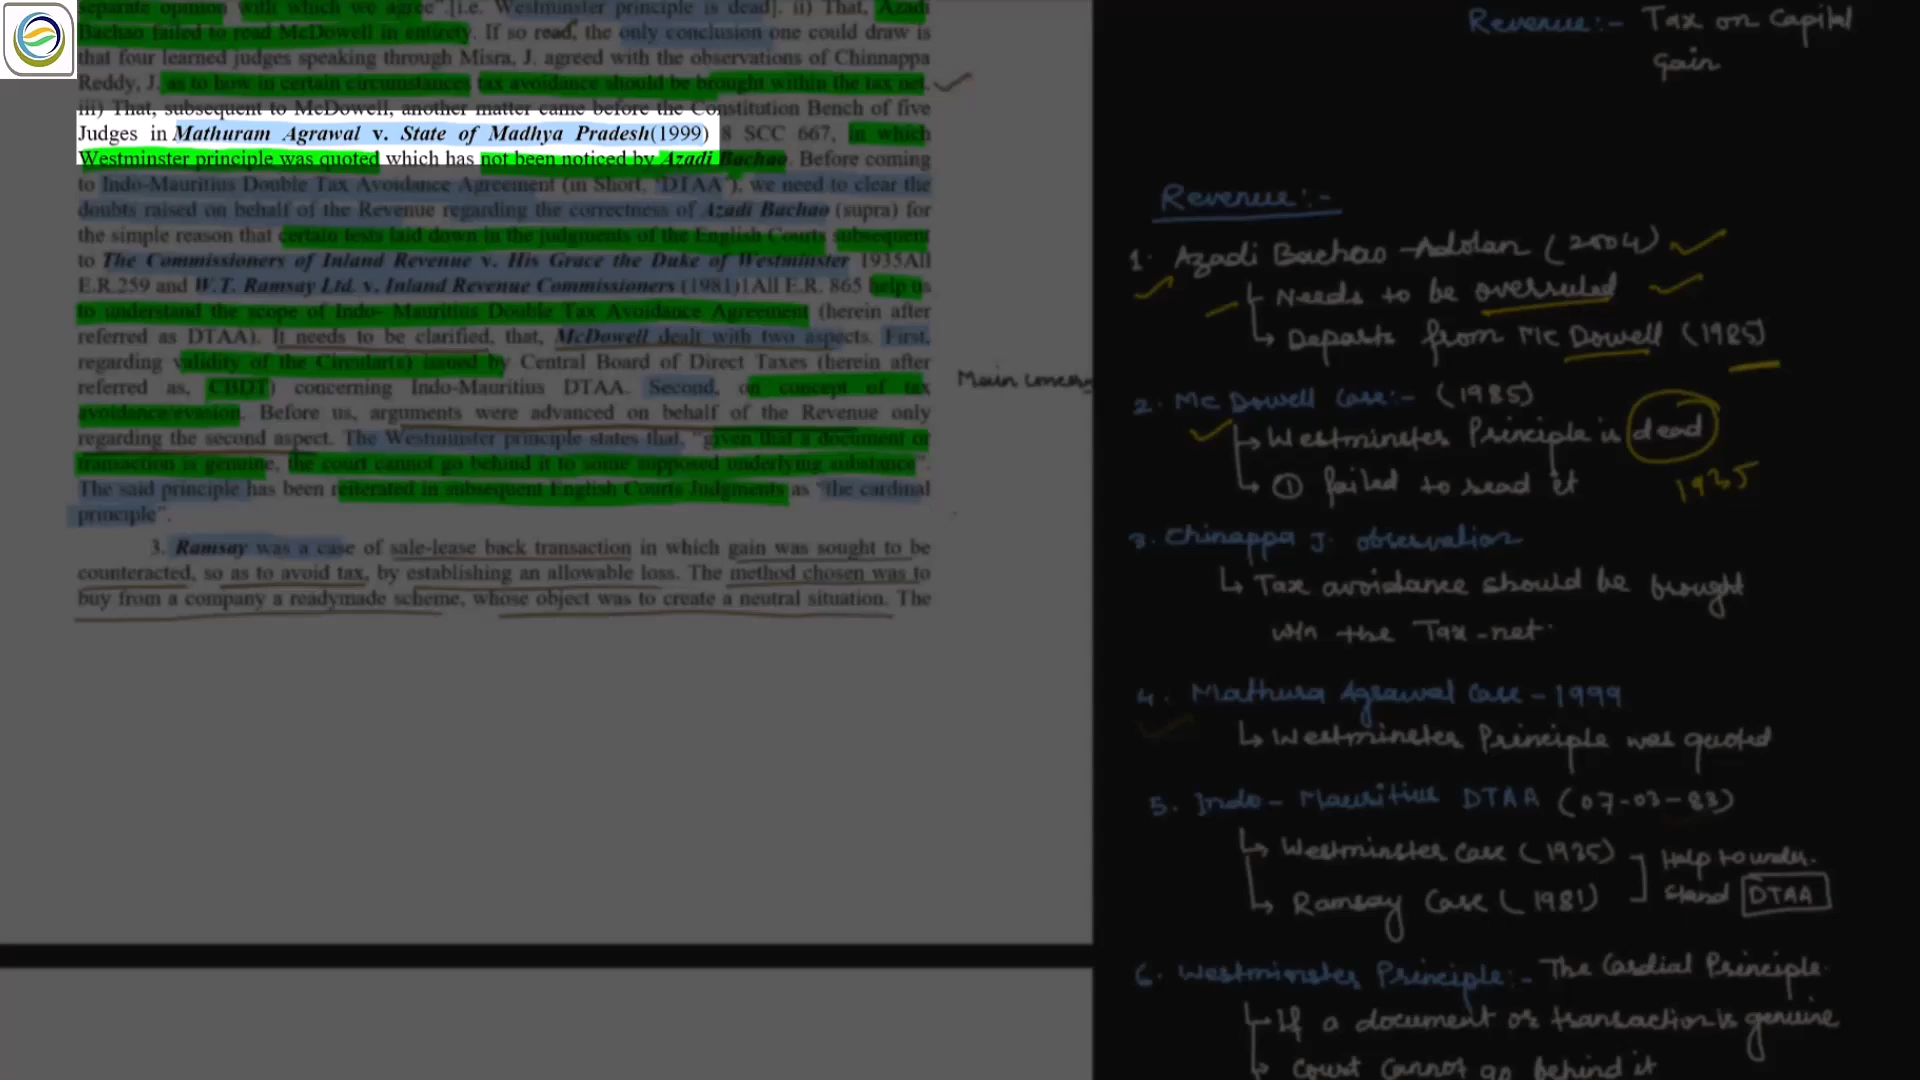 separate opinion with which we agree".[i.e. Westminster principle is dead]. ii) That, Azadi
Bachao failed to read McDowell in entirety. If so read, the only conclusion one could draw is
that four learned judges speaking through Misra, J. agreed with the observations of Chinnappa
Reddy, J. as to how in certain circumstances tax avoidance should be brought within the tax net.
iii) That, subsequent to McDowell, another matter came before the Constitution Bench of five
Judges in Mathuram Agrawal v. State of Madhya Pradesh(1999) 8 SCC 667, in which
Westminster principle was quoted which has not been noticed by Azadi Bachao. Before coming
to Indo-Mauritius Double Tax Avoidance Agreement (in Short, 'DTAA'), we need to clear the
doubts raised on behalf of the Revenue regarding the correctness of Azadi Bachao (supra) for
the simple reason that certain tests laid down in the judgments of the English Courts subsequent
to The Commissioners of Inland Revenue v. His Grace the Duke of Westminster 1935All
E.R.259 and W.T. Ramsay Ltd. v. Inland Revenue Commissioners (1981)1All E.R. 865 help us
to understand the scope of Indo- Mauritius Double Tax Avoidance Agreement (herein after
referred as DTAA). It needs to be clarified, that, McDowell dealt with two aspects. First,
regarding validity of the Circular(s) issued by Central Board of Direct Taxes (herein after
referred as, CBDT) concerning Indo-Mauritius DTAA. Second, on concept of tax
avoidance/evasion. Before us, arguments were advanced on behalf of the Revenue only
regarding the second aspect. The Westminster principle states that, "given that a document or
transaction is genuine, the court cannot go behind it to some supposed underlying substance".
The said principle has been reiterated in subsequent English Courts Judgments as "the cardinal
principle".
3. Ramsay was a case of sale-lease back transaction in which gain was sought to be
counteracted, so as to avoid tax, by establishing an allowable loss. The method chosen was to
buy from a company a readymade scheme, whose object was to create a neutral situation. The
Main concern
Revenue:- Tax on Capital
Gain
Revenue:-
1. Azadi Bachao -Adolan (2004)
Needs to be overruled
Departs from Mc Dowell (1985)
2. Mc Dowell Case:- (1985)
Westminster Principle is dead
① failed to read it
1935
3. Chinappa J. observation
Tax avoidance should be brought
w/n the Tax-net.
4. Mathura Agrawal Case - 1999
Westminster Principle was quoted
5. Indo - Mauritius DTAA (07-03-83)
Westminster Case (1935)
Ramsay Case (1981)
Help to under-
stand DTAA
6. Westminster Principle:- The Cardial Principle.
If a document or transaction is genuine
Court cannot go behind it